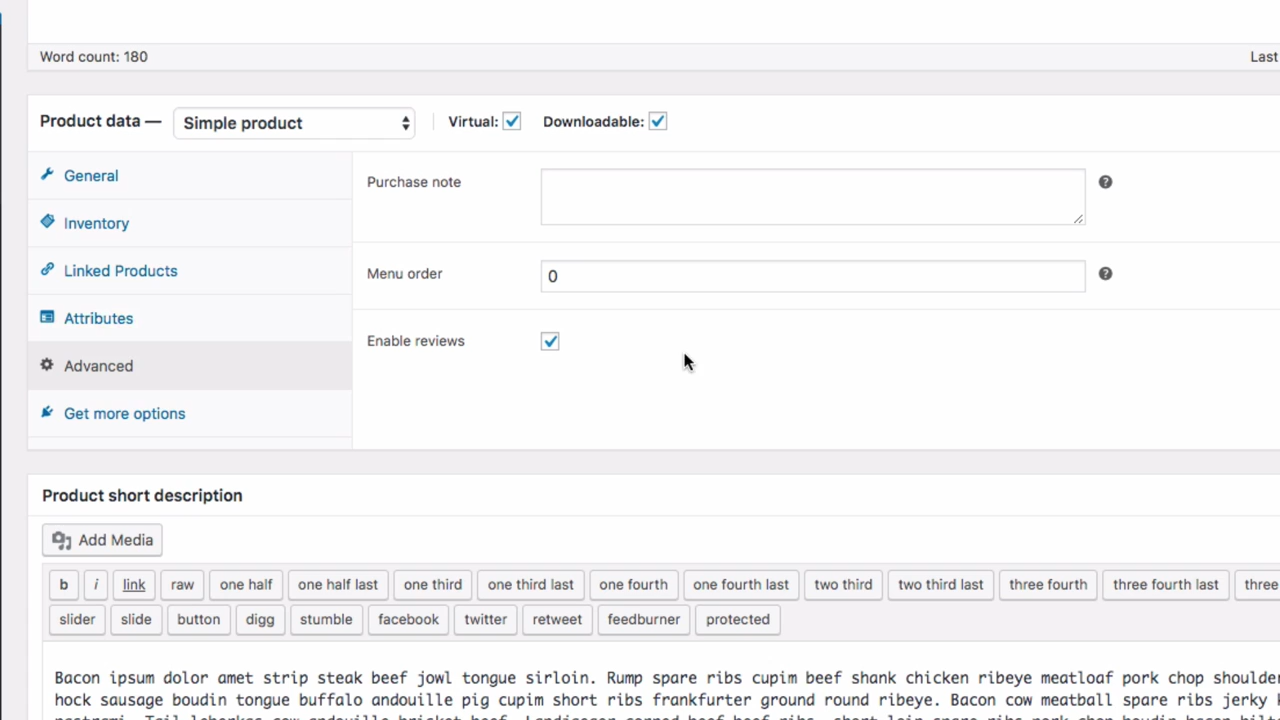 Word count: 180 Last
Product data — Simple product Virtual: Downloadable:
General
Inventory
Linked Products
Attributes
Advanced
Get more options
Purchase note
Menu order 0
Enable reviews
Product short description
Add Media
b i link raw one half one half last one third one third last one fourth one fourth last two third two third last three fourth three fourth last three
slider slide button digg stumble facebook twitter retweet feedburner protected
Bacon ipsum dolor amet strip steak beef jowl tongue sirloin. Rump spare ribs cupim beef shank chicken ribeye meatloaf pork chop shoulder
hock sausage boudin tongue buffalo andouille pig cupim short ribs frankfurter ground round ribeye. Bacon cow meatball spare ribs jerky